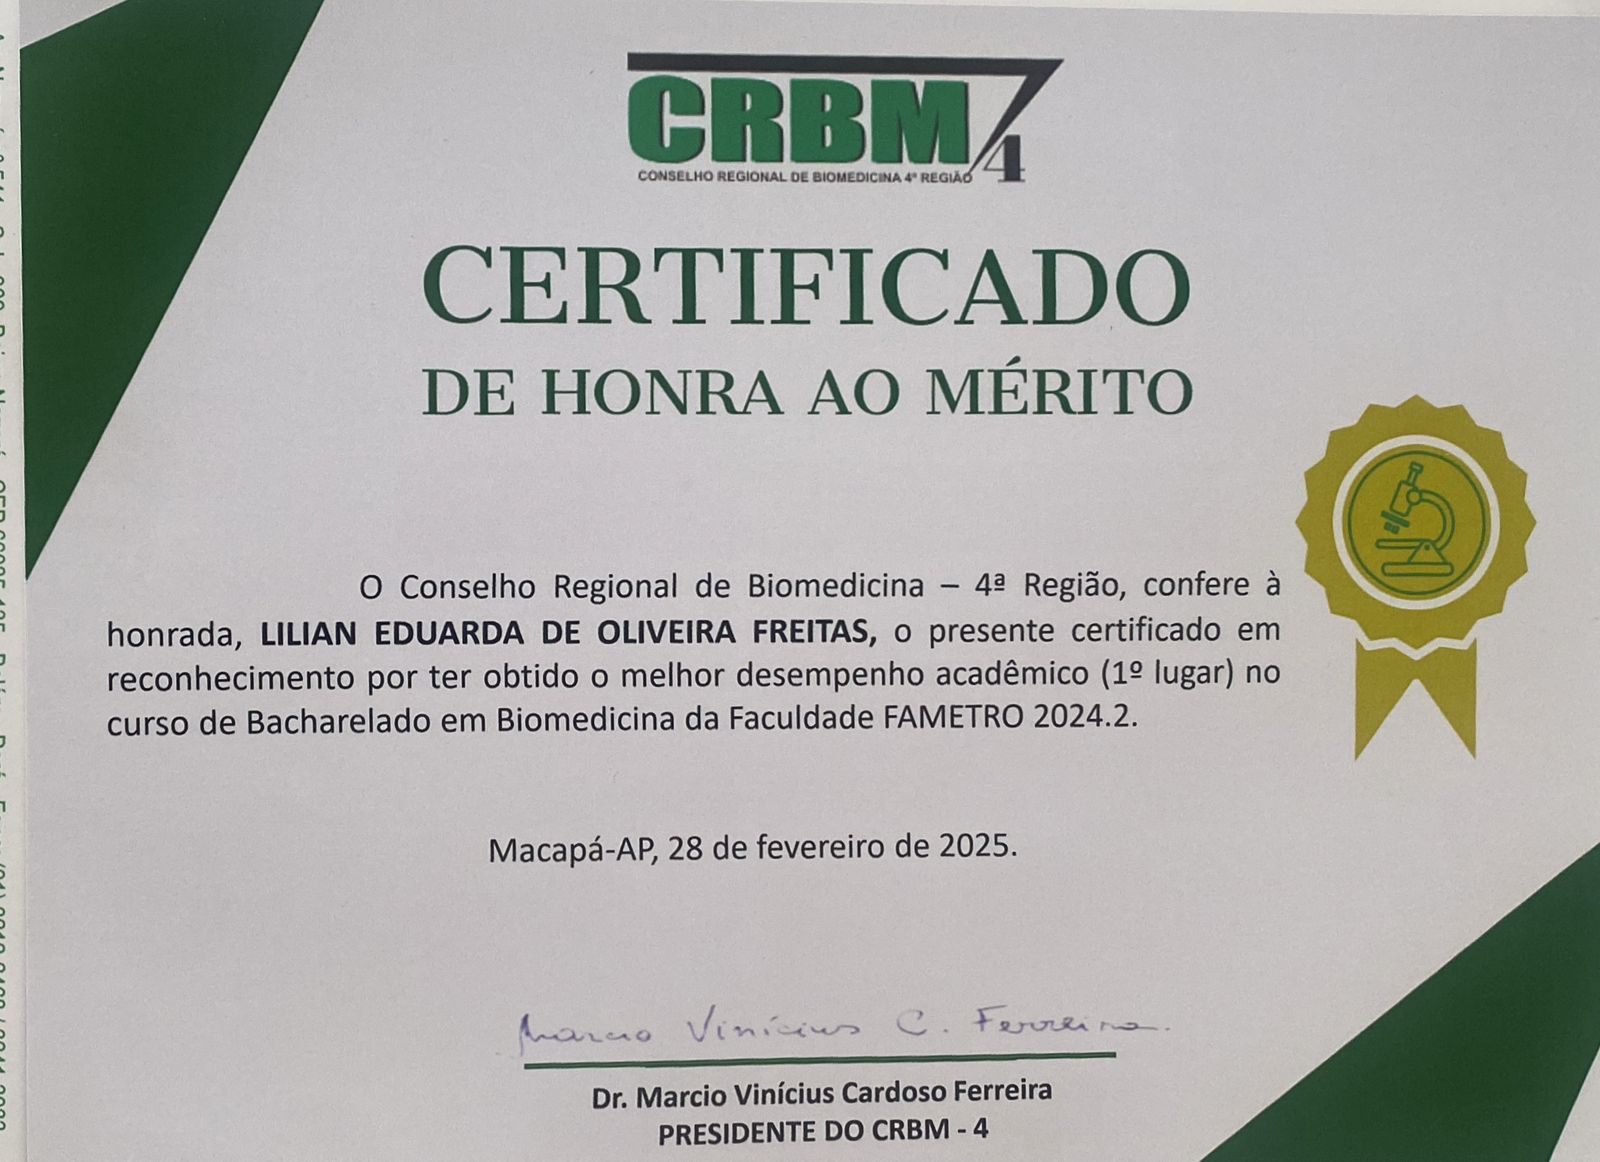 CRBM
4
CONSELHO REGIONAL DE BIOMEDICINA 4ª REGIÃO
CERTIFICADO
DE HONRA AO MÉRITO
O Conselho Regional de Biomedicina – 4ª Região, confere à
honrada, LILIAN EDUARDA DE OLIVEIRA FREITAS, o presente certificado em
reconhecimento por ter obtido o melhor desempenho acadêmico (1º lugar) no
curso de Bacharelado em Biomedicina da Faculdade FAMETRO 2024.2.
Macapá-AP, 28 de fevereiro de 2025.
Marcio Vinícius C. Ferreira.
Dr. Marcio Vinícius Cardoso Ferreira
PRESIDENTE DO CRBM - 4